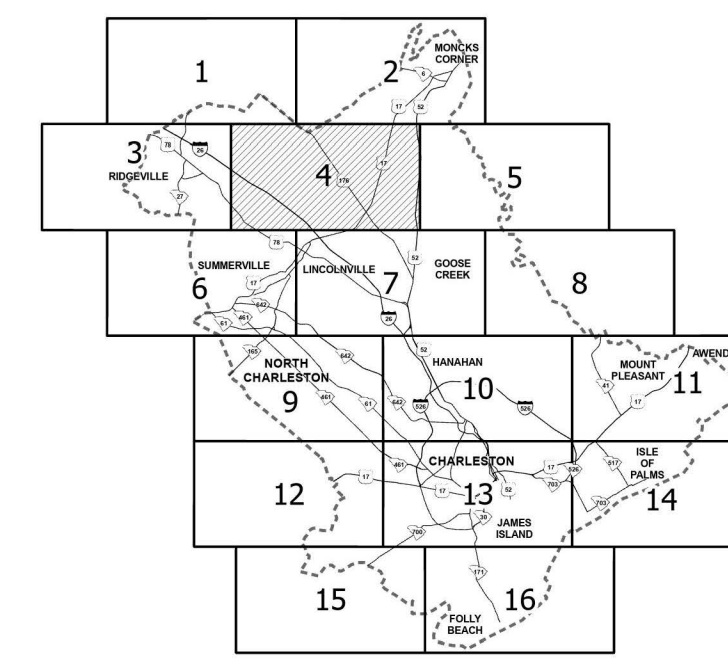 MONCKS
CORNER
1
2
6
17
52
3
78
26
17
4
176
5
RIDGEVILLE
27
78
52
SUMMERVILLE
LINCOLNVILLE
GOOSE
CREEK
17
6
7
8
642
461
61
26
165
642
52
HANAHAN
MOUNT
PLEASANT
AWEND
NORTH
CHARLESTON
10
41
11
9
461
61
642
526
526
17
CHARLESTON
461
17
526
517
ISLE
OF
PALMS
12
17
17
13
52
703
703
14
700
30
JAMES
ISLAND
171
15
16
FOLLY
BEACH